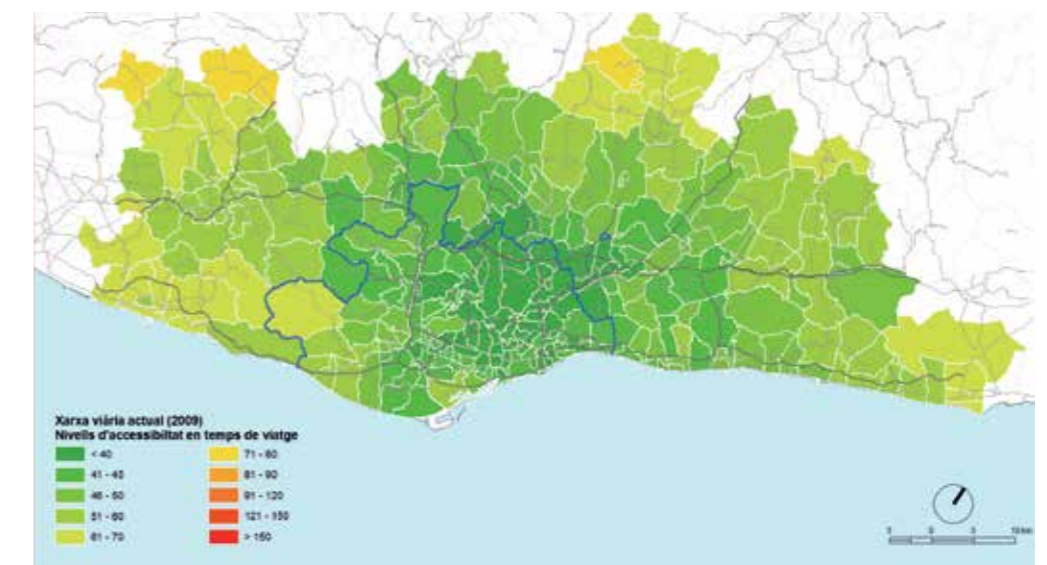 Xarxa viària actual (2009)
Nivells d'accessibiltat en temps de viatge
< 40
41 - 45
46 - 50
51 - 60
61 - 70
71 - 80
81 - 90
91 - 120
121 - 150
> 150
10 km